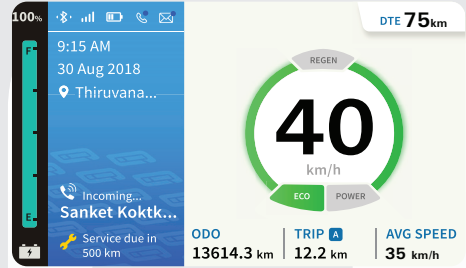 100%
F
E
9:15 AM
30 Aug 2018
Thiruvana...
Incoming...
Sanket Koktk...
Service due in
500 km
DTE 75km
REGEN
40
km/h
ECO
POWER
ODO
13614.3 km
TRIP A
12.2 km
AVG SPEED
35 km/h